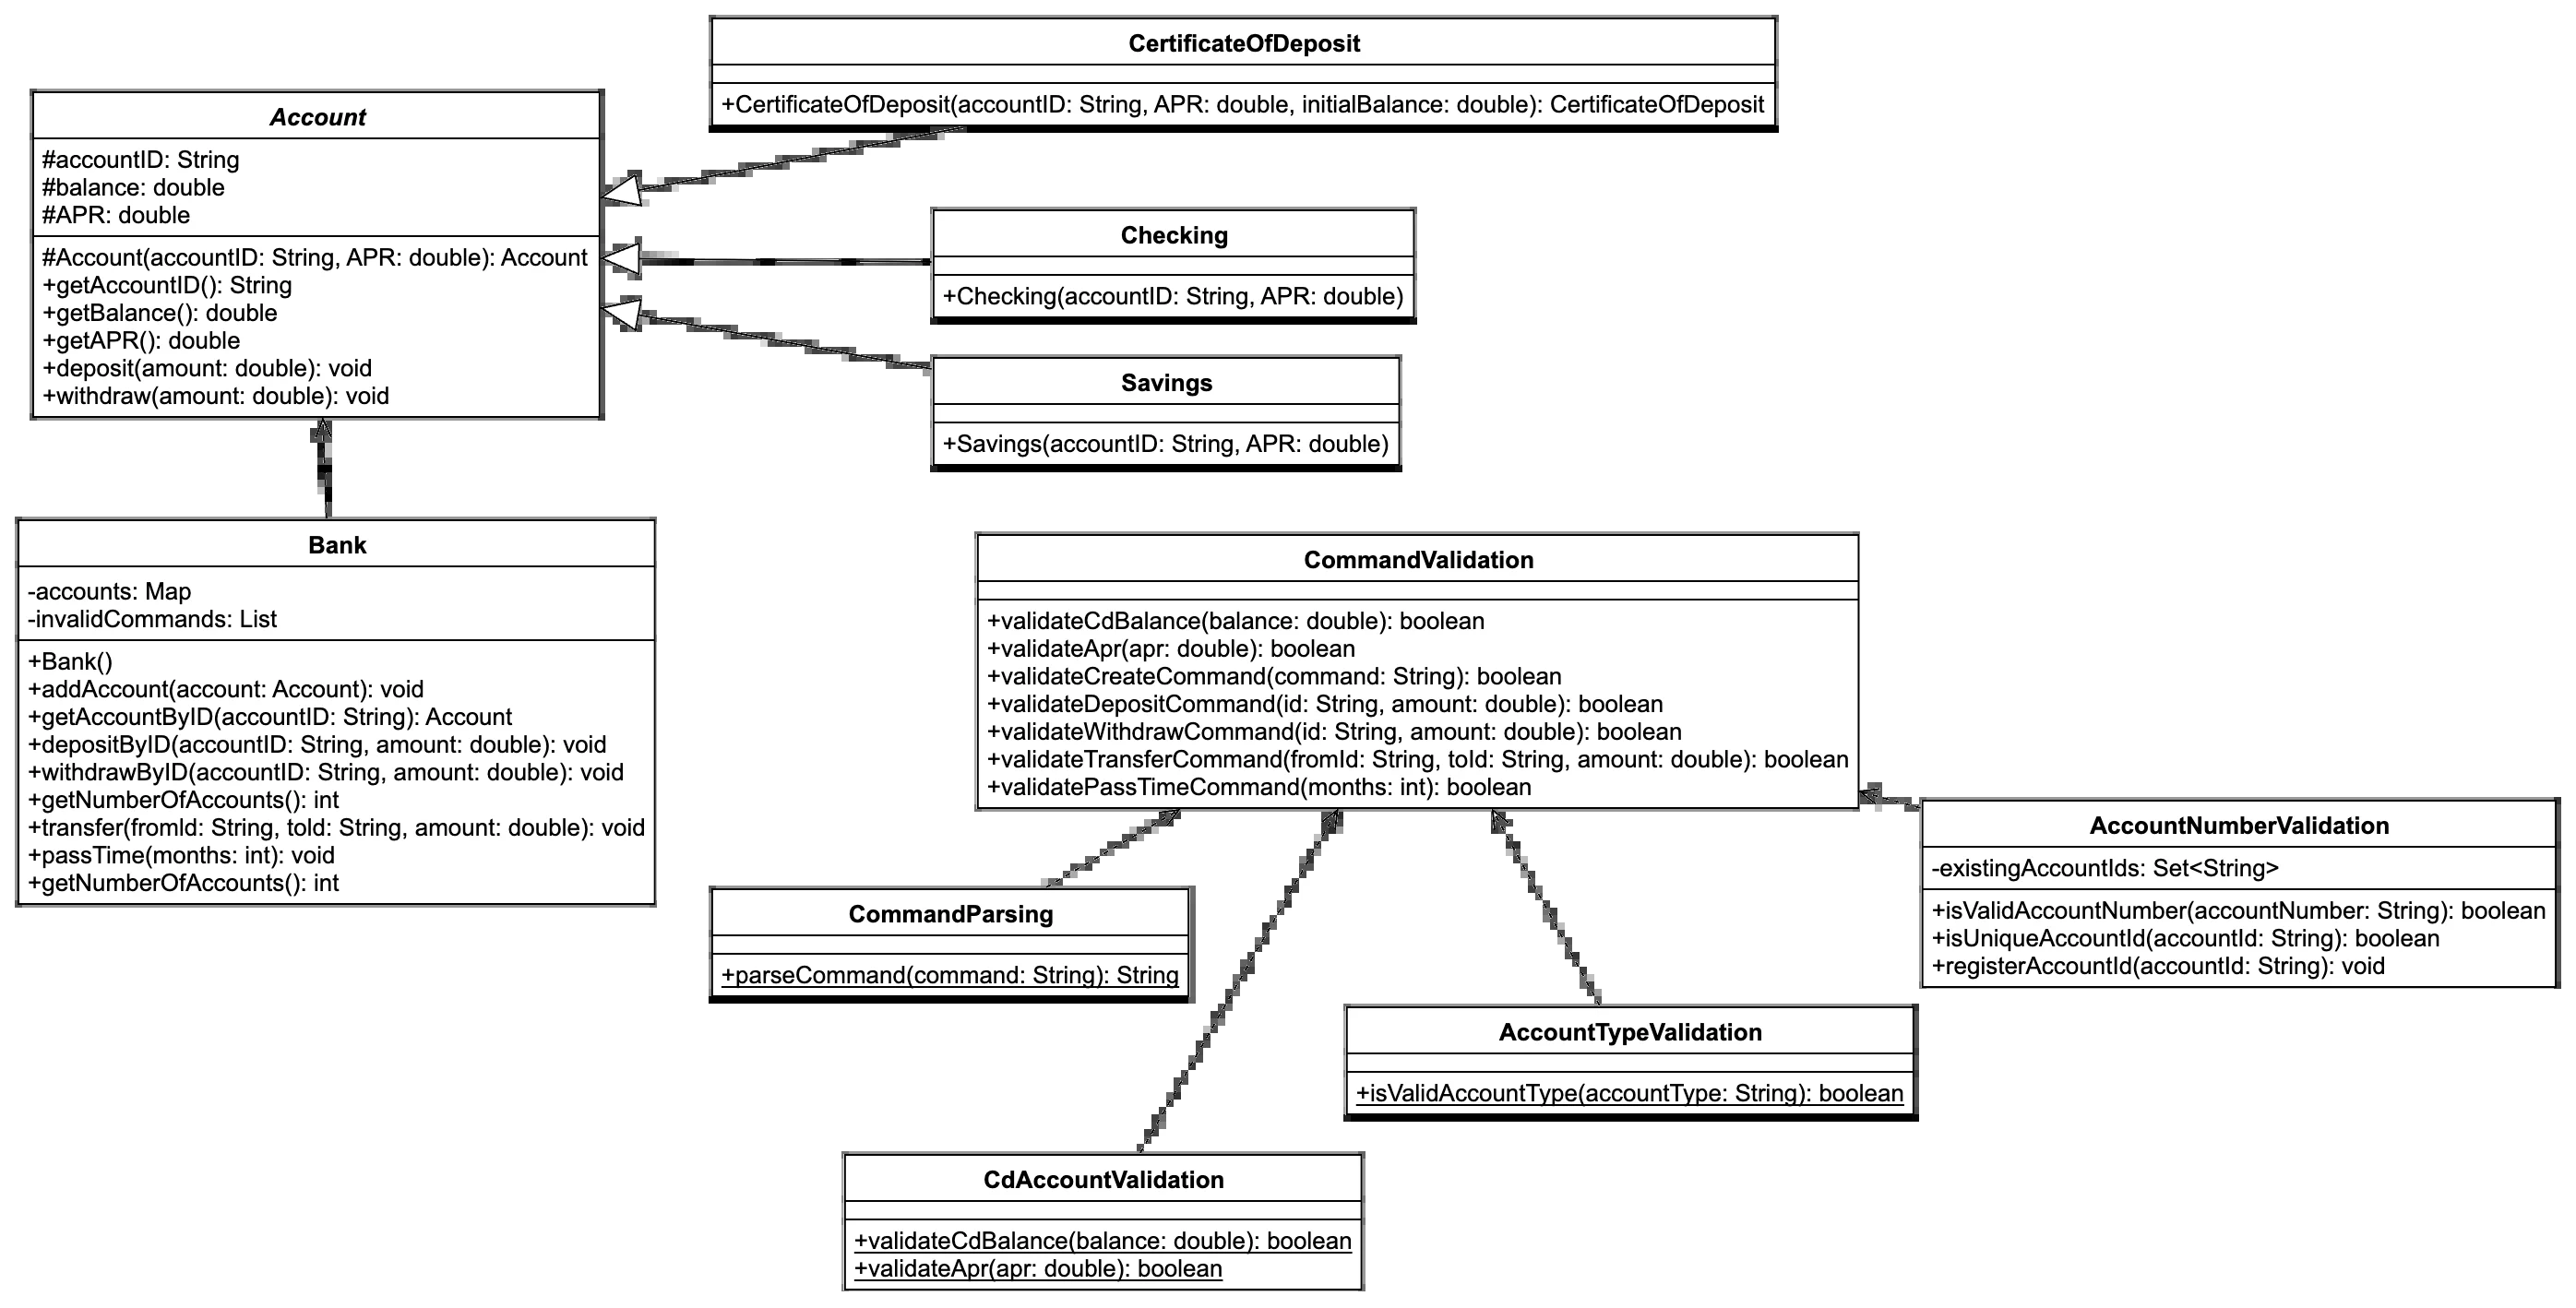 CertificateOfDeposit
+CertificateOfDeposit(accountID: String, APR: double, initialBalance: double): CertificateOfDeposit
Account
#accountID: String
#balance: double
#APR: double
#Account(accountID: String, APR: double): Account
+getAccountID(): String
+getBalance(): double
+getAPR(): double
+deposit(amount: double): void
+withdraw(amount: double): void
Checking
+Checking(accountID: String, APR: double)
Savings
+Savings(accountID: String, APR: double)
Bank
-accounts: Map
-invalidCommands: List
+Bank()
+addAccount(account: Account): void
+getAccountByID(accountID: String): Account
+depositByID(accountID: String, amount: double): void
+withdrawByID(accountID: String, amount: double): void
+getNumberOfAccounts(): int
+transfer(fromId: String, toId: String, amount: double): void
+passTime(months: int): void
+getNumberOfAccounts(): int
CommandValidation
+validateCdBalance(balance: double): boolean
+validateApr(apr: double): boolean
+validateCreateCommand(command: String): boolean
+validateDepositCommand(id: String, amount: double): boolean
+validateWithdrawCommand(id: String, amount: double): boolean
+validateTransferCommand(fromId: String, toId: String, amount: double): boolean
+validatePassTimeCommand(months: int): boolean
AccountNumberValidation
-existingAccountIds: Set<String>
+isValidAccountNumber(accountNumber: String): boolean
+isUniqueAccountId(accountId: String): boolean
+registerAccountId(accountId: String): void
CommandParsing
+parseCommand(command: String): String
AccountTypeValidation
+isValidAccountType(accountType: String): boolean
CdAccountValidation
+validateCdBalance(balance: double): boolean
+validateApr(apr: double): boolean